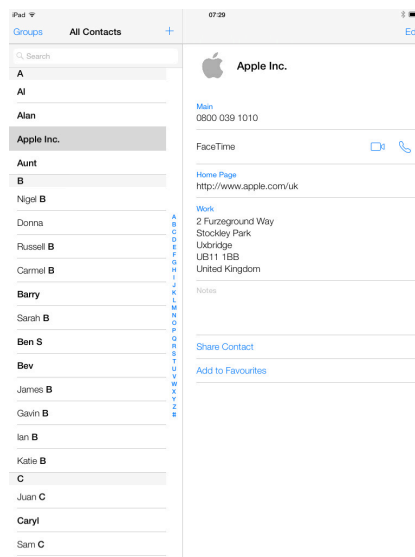 iPad
07:29
Groups
All Contacts
+
Search
A
Al
Alan
Apple Inc.
Aunt
B
Nigel B
Donna
Russell B
Carmel B
Barry
Sarah B
Ben S
Bev
James B
Gavin B
Ian B
Katie B
C
Juan C
Caryl
Sam C
A
B
C
D
E
F
G
H
I
J
K
L
M
N
O
P
Q
R
S
T
U
V
W
X
Y
Z
#
Ed
Apple Inc.
Main
0800 039 1010
FaceTime
Home Page
http://www.apple.com/uk
Work
2 Furzeground Way
Stockley Park
Uxbridge
UB11 1BB
United Kingdom
Notes
Share Contact
Add to Favourites